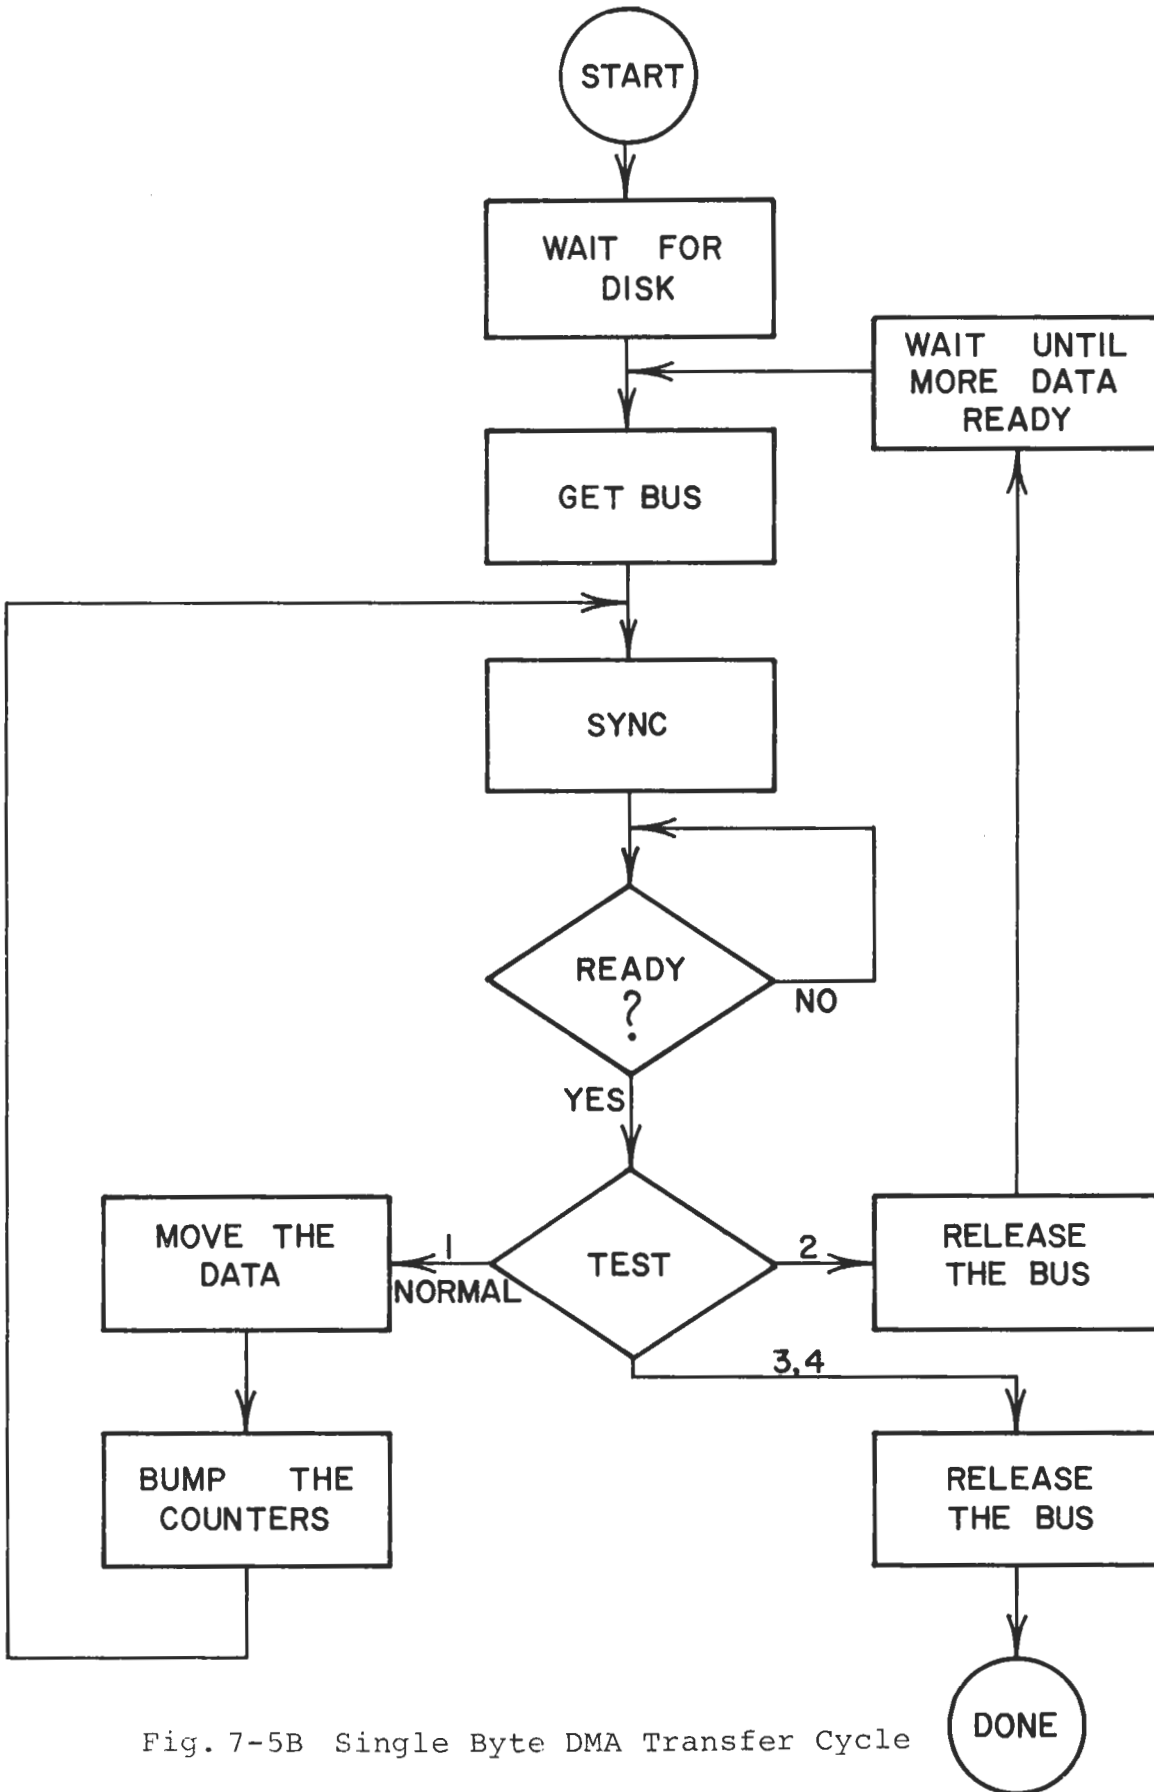 START
WAIT FOR
DISK
WAIT UNTIL
MORE DATA
READY
GET BUS
SYNC
READY
?
NO
YES
MOVE THE
DATA
1
NORMAL
TEST
2
RELEASE
THE BUS
3,4
BUMP THE
COUNTERS
RELEASE
THE BUS
DONE
Fig. 7-5B Single Byte DMA Transfer Cycle